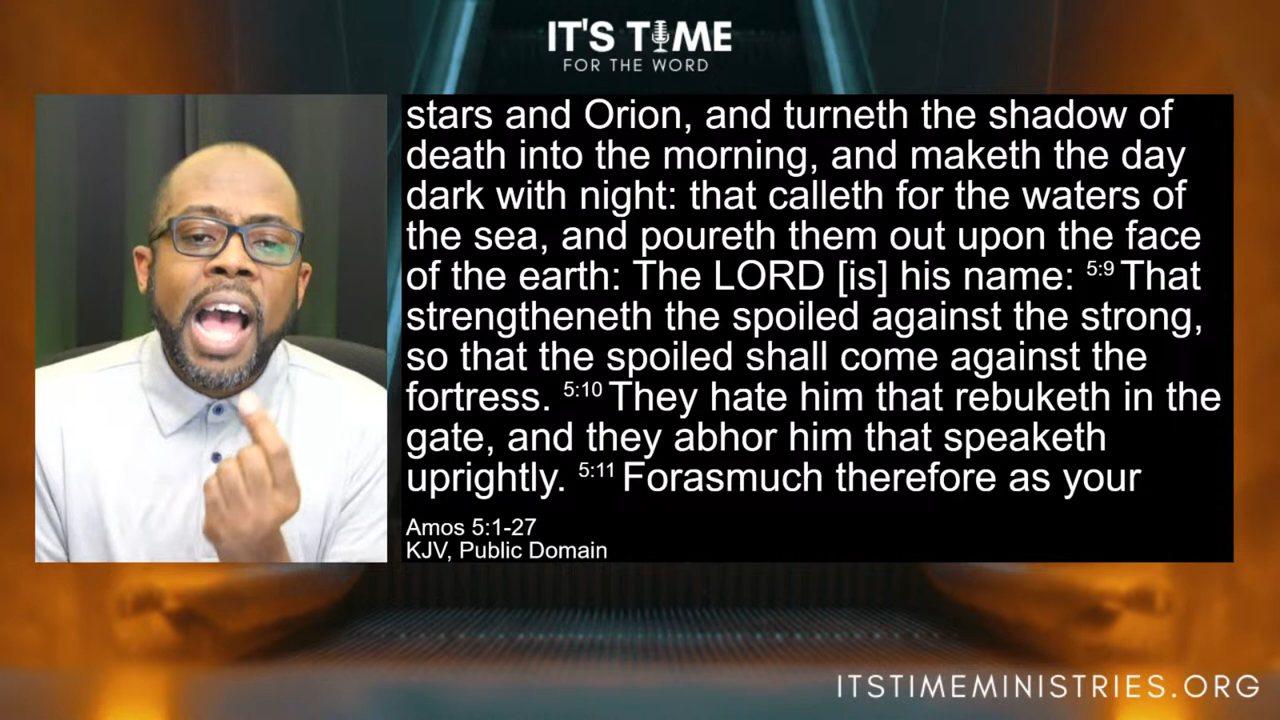 IT'S TIME
FOR THE WORD
stars and Orion, and turneth the shadow of
death into the morning, and maketh the day
dark with night: that calleth for the waters of
the sea, and poureth them out upon the face
of the earth: The LORD [is] his name: 5:9 That
strengtheneth the spoiled against the strong,
so that the spoiled shall come against the
fortress. 5:10 They hate him that rebuketh in the
gate, and they abhor him that speaketh
uprightly. 5:11 Forasmuch therefore as your
Amos 5:1-27
KJV, Public Domain
ITSTIMEMINISTRIES.ORG